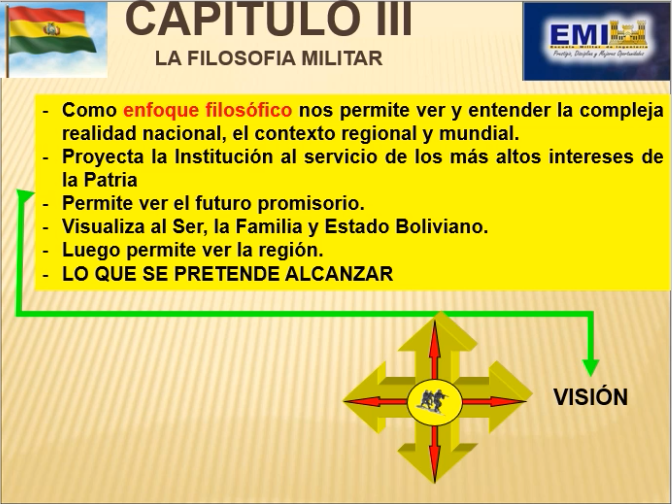 CAPITULO III
LA FILOSOFIA MILITAR
EMI
Escuela Militar de Ingeniería
Prestigio, Disciplina y Mejores Oportunidades
- Como enfoque filosófico nos permite ver y entender la compleja
realidad nacional, el contexto regional y mundial.
- Proyecta la Institución al servicio de los más altos intereses de
la Patria
- Permite ver el futuro promisorio.
- Visualiza al Ser, la Familia y Estado Boliviano.
- Luego permite ver la región.
- LO QUE SE PRETENDE ALCANZAR
VISIÓN